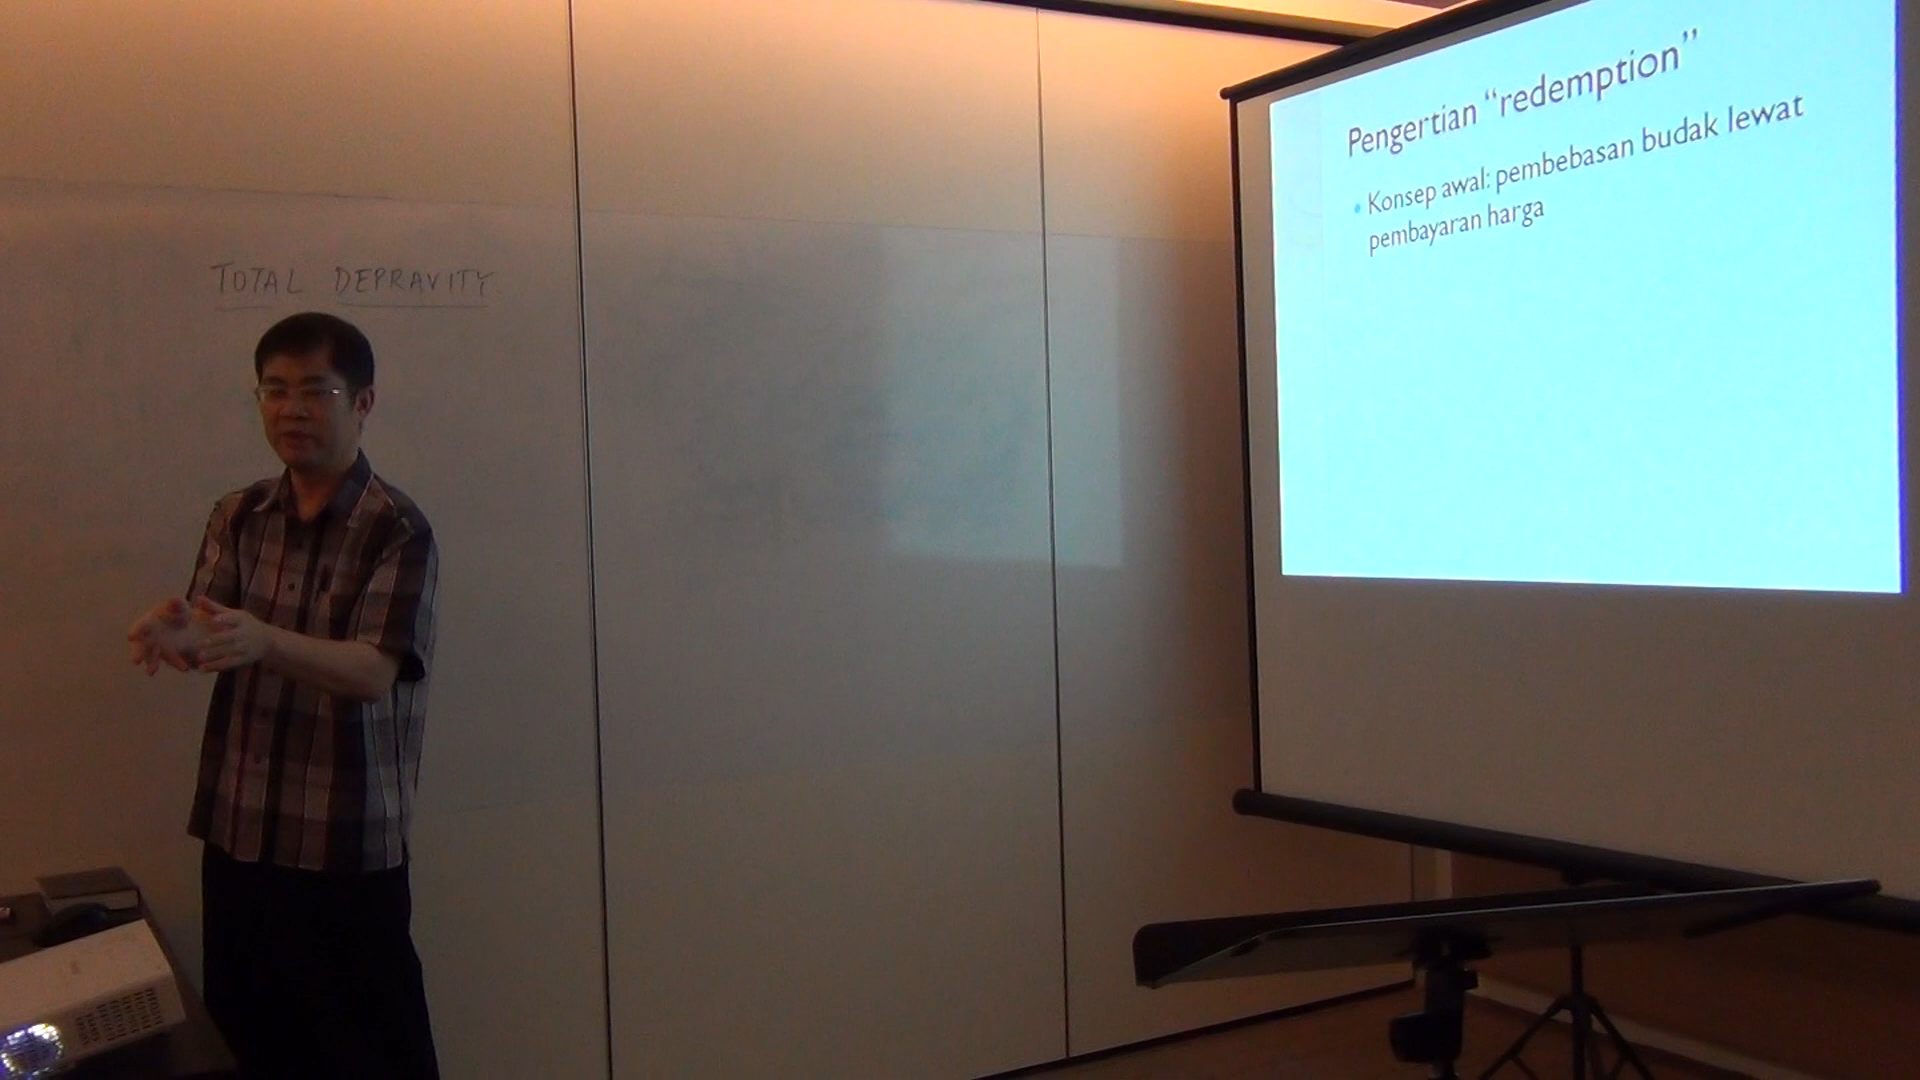 TOTAL DEPRAVITY
Pengertian “redemption”
• Konsep awal: pembebasan budak lewat
pembayaran harga